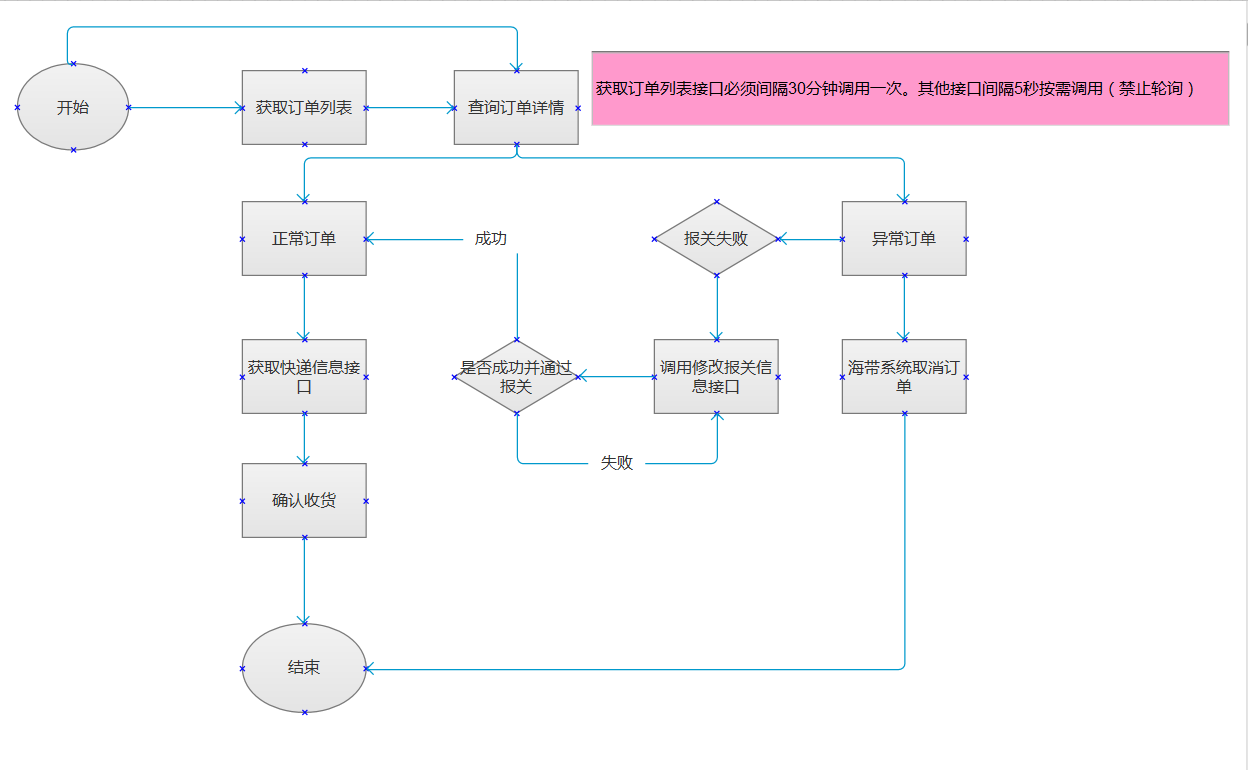 开始
获取订单列表
查询订单详情
获取订单列表接口必须间隔30分钟调用一次。其他接口间隔5秒按需调用（禁止轮询）
正常订单
成功
报关失败
异常订单
获取快递信息接
口
是否成功并通过
报关
调用修改报关信
息接口
海带系统取消订
单
失败
确认收货
结束